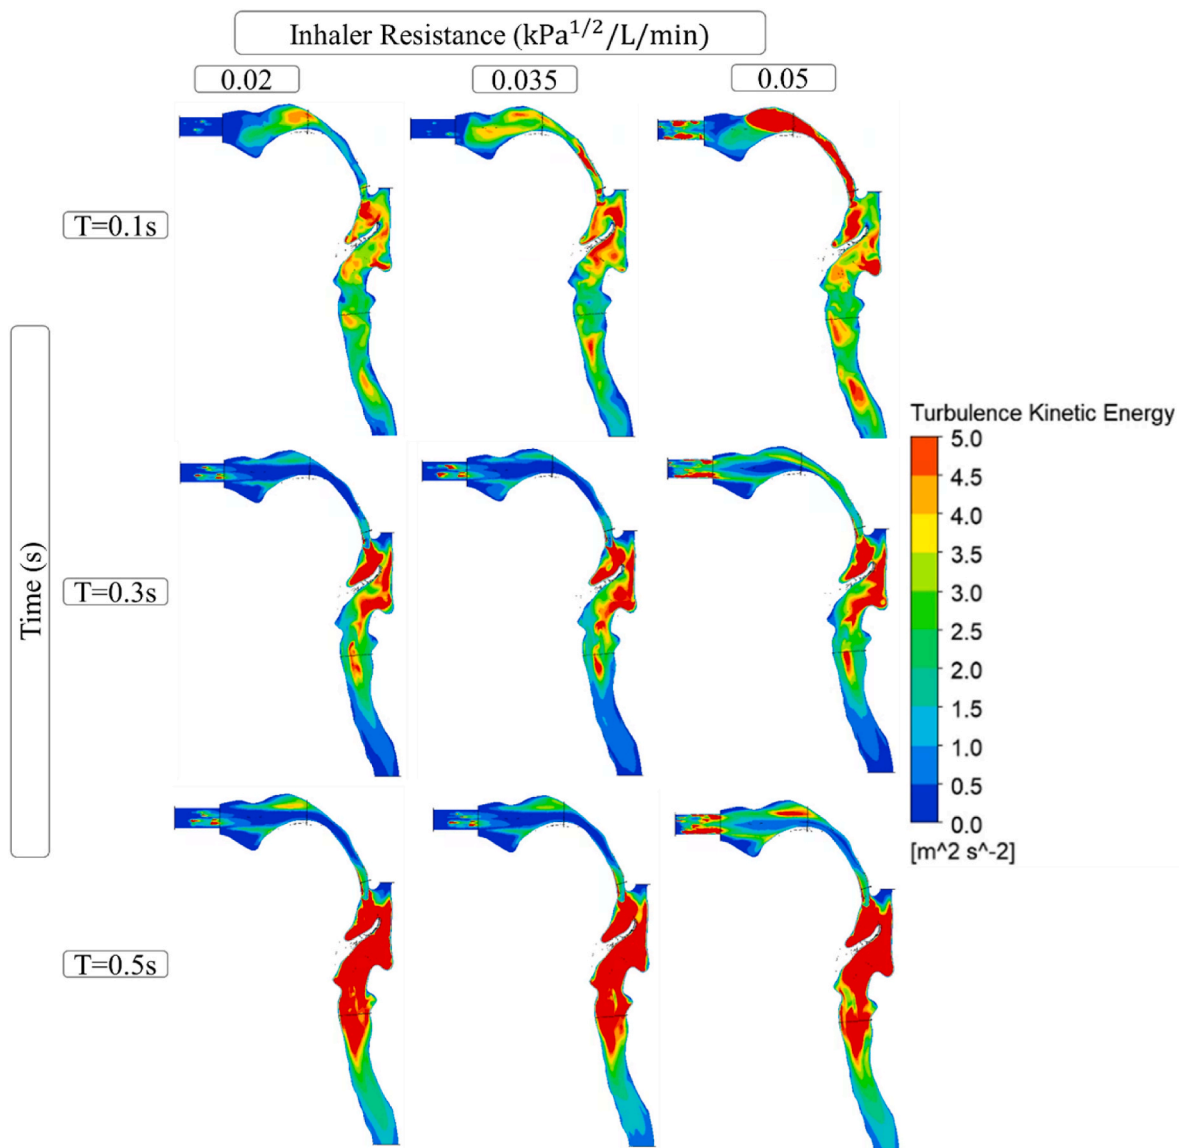 Inhaler Resistance (kPa^1/2/L/min)
0.02
0.035
0.05
T=0.1s
Time (s)
T=0.3s
T=0.5s
Turbulence Kinetic Energy
5.0
4.5
4.0
3.5
3.0
2.5
2.0
1.5
1.0
0.5
0.0
[m^2 s^-2]